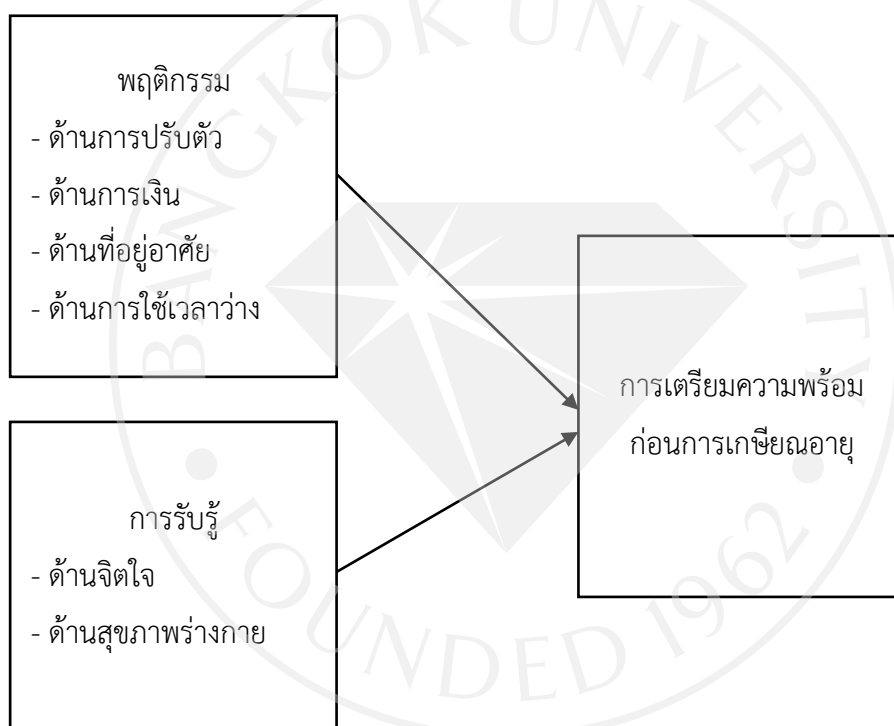 พฤติกรรม
- ด้านการปรับตัว
- ด้านการเงิน
- ด้านที่อยู่อาศัย
- ด้านการใช้เวลาว่าง
การรับรู้
- ด้านจิตใจ
- ด้านสุขภาพร่างกาย
การเตรียมความพร้อม
ก่อนการเกษียณอายุ
BANGKOK UNIVERSITY
FOUNDED 1962